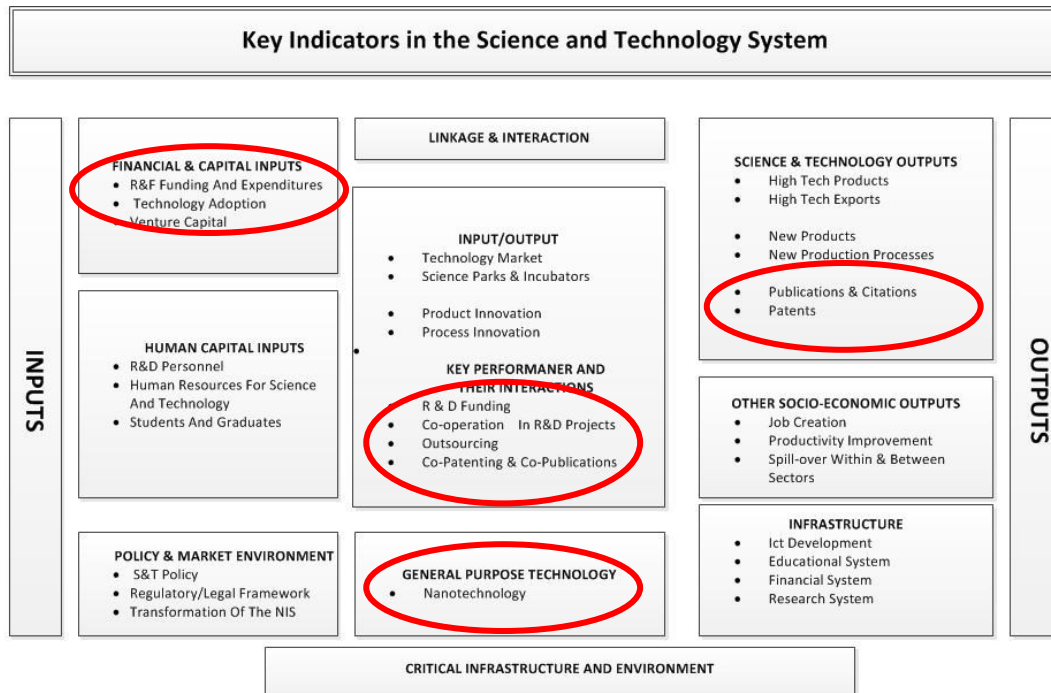 Key Indicators in the Science and Technology System
INPUTS
FINANCIAL & CAPITAL INPUTS
R&F Funding And Expenditures
Technology Adoption
Venture Capital
HUMAN CAPITAL INPUTS
R&D Personnel
Human Resources For Science
And Technology
Students And Graduates
POLICY & MARKET ENVIRONMENT
S&T Policy
Regulatory/Legal Framework
Transformation Of The NIS
LINKAGE & INTERACTION
INPUT/OUTPUT
Technology Market
Science Parks & Incubators
Product Innovation
Process Innovation
KEY PERFORMANER AND
THEIR INTERACTIONS
R & D Funding
Co-operation In R&D Projects
Outsourcing
Co-Patenting & Co-Publications
GENERAL PURPOSE TECHNOLOGY
Nanotechnology
SCIENCE & TECHNOLOGY OUTPUTS
High Tech Products
High Tech Exports
New Products
New Production Processes
Publications & Citations
Patents
OTHER SOCIO-ECONOMIC OUTPUTS
Job Creation
Productivity Improvement
Spill-over Within & Between
Sectors
INFRASTRUCTURE
Ict Development
Educational System
Financial System
Research System
OUTPUTS
CRITICAL INFRASTRUCTURE AND ENVIRONMENT